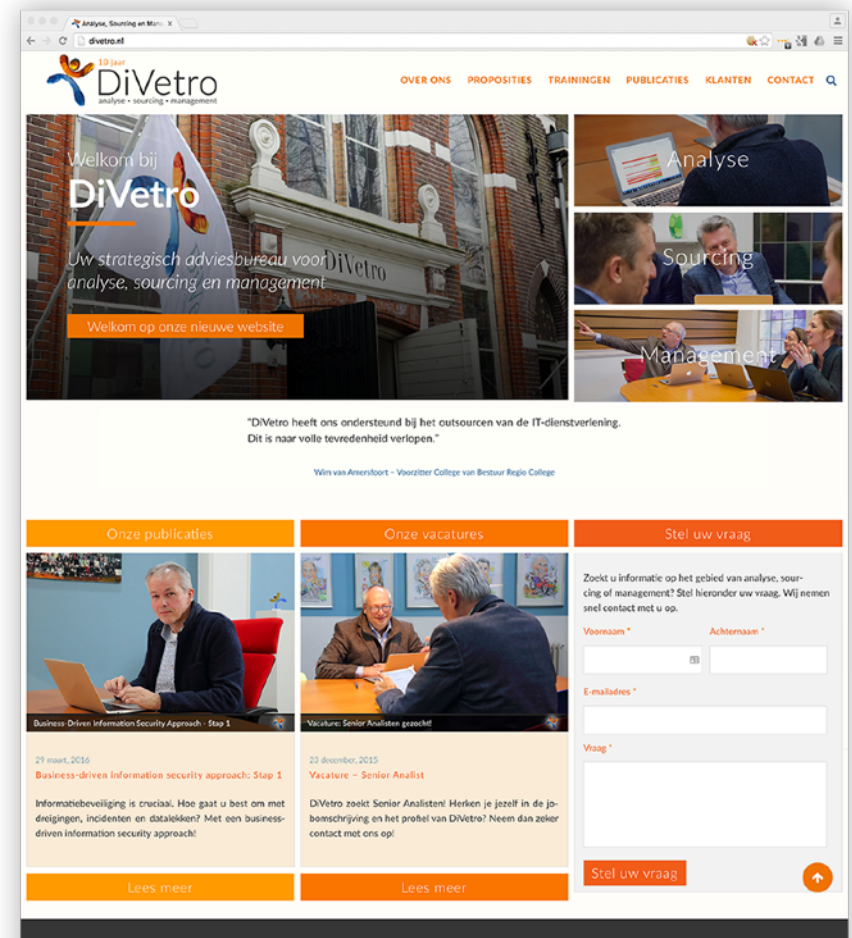 Analyse, Sourcing en Mana
divetro.nl
10 jaar
DiVetro
analyse • sourcing • management
OVER ONS PROPOSITIES TRAININGEN PUBLICATIES KLANTEN CONTACT
Welkom bij
DiVetro
Uw strategisch adviesbureau voor
analyse, sourcing en management
Welkom op onze nieuwe website
DiVetro
Analyse
Sourcing
Management
"DiVetro heeft ons ondersteund bij het outsourcen van de IT-dienstverlening.
Dit is naar volle tevredenheid verlopen."
Wim van Amersfoort – Voorzitter College van Bestuur Regio College
Onze publicaties
Business-Driven Information Security Approach - Stap 1
29 maart, 2016
Business-driven information security approach: Stap 1
Informatiebeveiliging is cruciaal. Hoe gaat u best om met
dreigingen, incidenten en datalekken? Met een business-
driven information security approach!
Lees meer
Onze vacatures
Vacature: Senior Analisten gezocht!
20 december, 2015
Vacature – Senior Analist
DiVetro zoekt Senior Analisten! Herken je jezelf in de jo-
bomschrijving en het profiel van DiVetro? Neem dan zeker
contact met ons op!
Lees meer
Stel uw vraag
Zoekt u informatie op het gebied van analyse, sour-
cing of management? Stel hieronder uw vraag. Wij nemen
snel contact met u op.
Voornaam * Achternaam *
E-mailadres *
Vraag *
Stel uw vraag